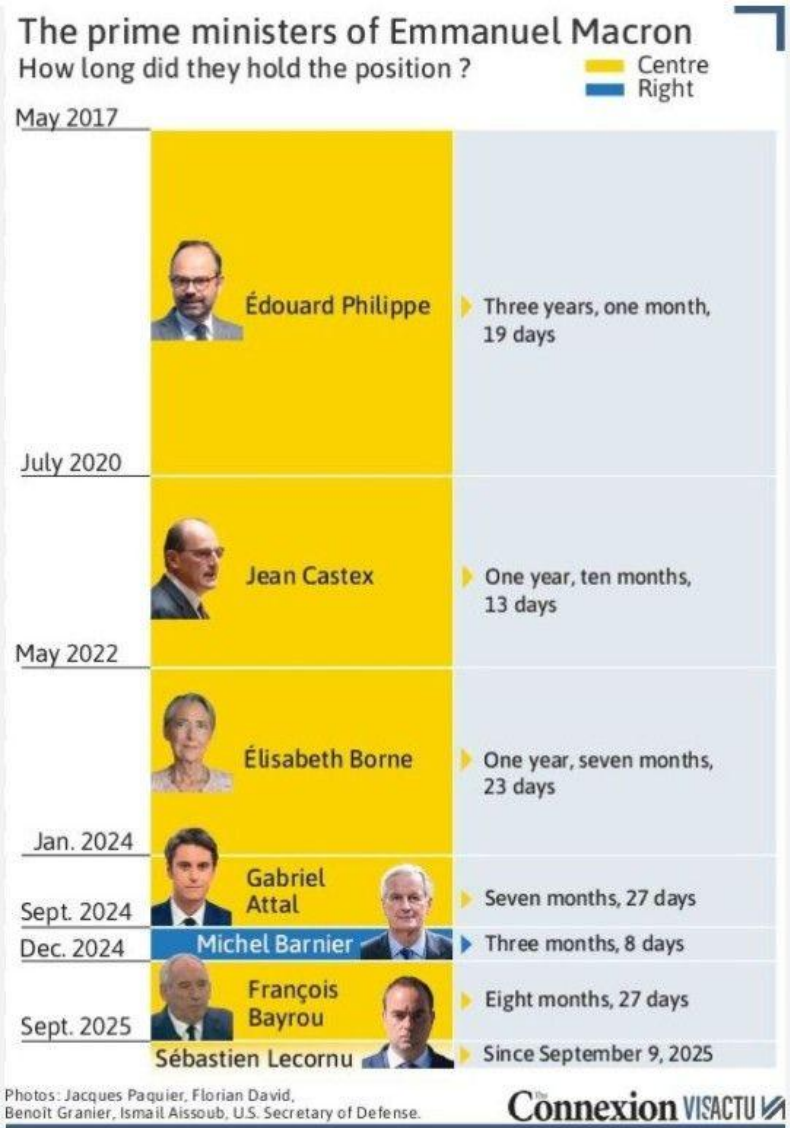 The prime ministers of Emmanuel Macron
How long did they hold the position ?
Centre
Right
May 2017
Édouard Philippe
Three years, one month,
19 days
July 2020
Jean Castex
One year, ten months,
13 days
May 2022
Élisabeth Borne
One year, seven months,
23 days
Jan. 2024
Gabriel
Attal
Seven months, 27 days
Sept. 2024
Michel Barnier
Three months, 8 days
Dec. 2024
François
Bayrou
Eight months, 27 days
Sept. 2025
Sébastien Lecornu
Since September 9, 2025
Photos: Jacques Paquier, Florian David,
Benoît Granier, Ismail Aissoub, U.S. Secretary of Defense.
The Connexion VISACTU